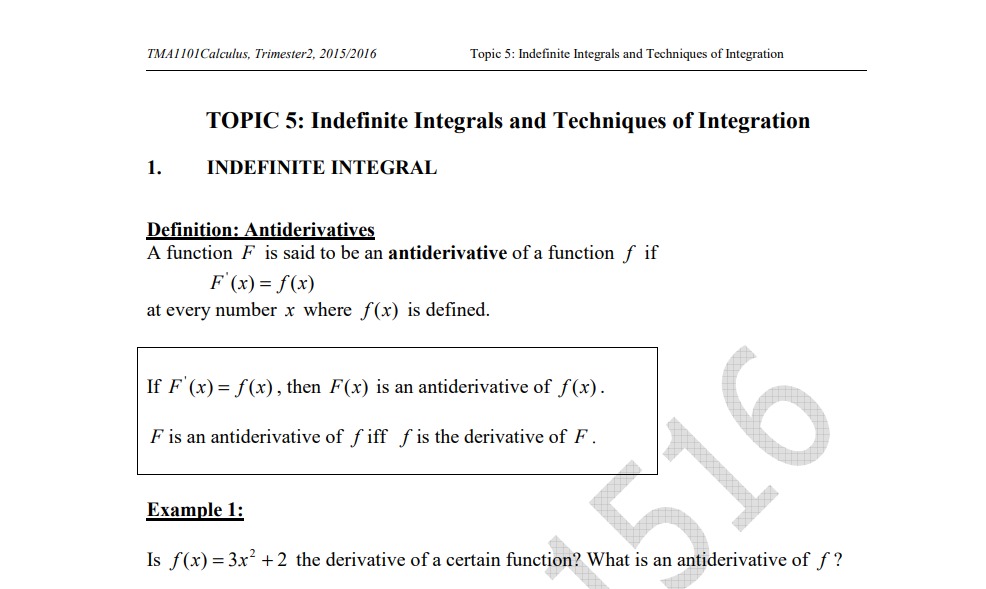 TMA1101Calculus, Trimester2, 2015/2016 Topic 5: Indefinite Integrals and Techniques of Integration
TOPIC 5: Indefinite Integrals and Techniques of Integration
1. INDEFINITE INTEGRAL
Definition: Antiderivatives
A function F is said to be an antiderivative of a function f if
F'(x) = f(x)
at every number x where f(x) is defined.
If F'(x) = f(x), then F(x) is an antiderivative of f(x).
F is an antiderivative of f iff f is the derivative of F.
Example 1:
Is f(x) = 3x² + 2 the derivative of a certain function? What is an antiderivative of f?
1516